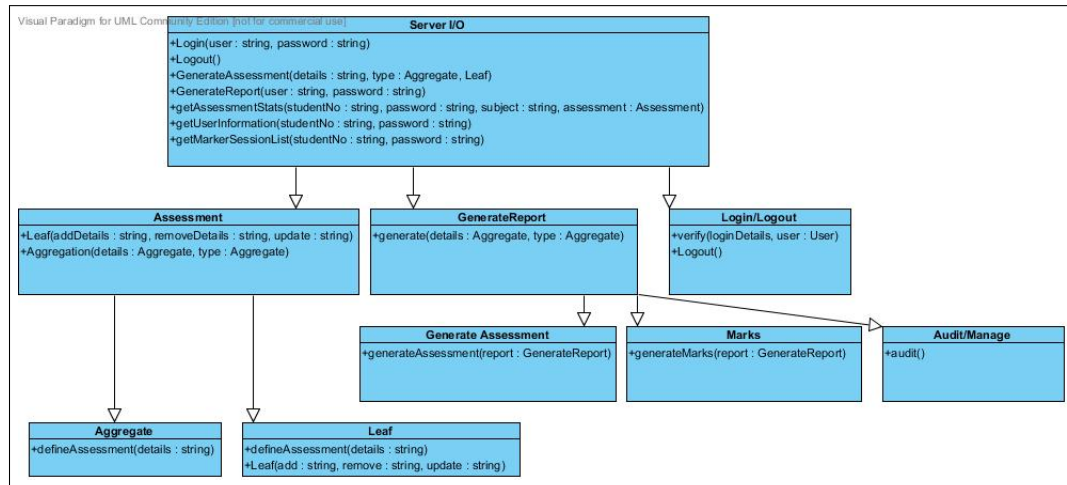 Visual Paradigm for UML Community Edition [not for commercial use]
Server I/O
+Login(user : string, password : string)
+Logout()
+GenerateAssessment(details : string, type : Aggregate, Leaf)
+GenerateReport(user : string, password : string)
+getAssessmentStats(studentNo : string, password : string, subject : string, assessment : Assessment)
+getUserInformation(studentNo : string, password : string)
+getMarkerSessionList(studentNo : string, password : string)
Assessment
+Leaf(addDetails : string, removeDetails : string, update : string)
+Aggregation(details : Aggregate, type : Aggregate)
GenerateReport
+generate(details : Aggregate, type : Aggregate)
Login/Logout
+verify(loginDetails, user : User)
+Logout()
Generate Assessment
+generateAssessment(report : GenerateReport)
Marks
+generateMarks(report : GenerateReport)
Audit/Manage
+audit()
Aggregate
+defineAssessment(details : string)
Leaf
+defineAssessment(details : string)
+Leaf(add : string, remove : string, update : string)